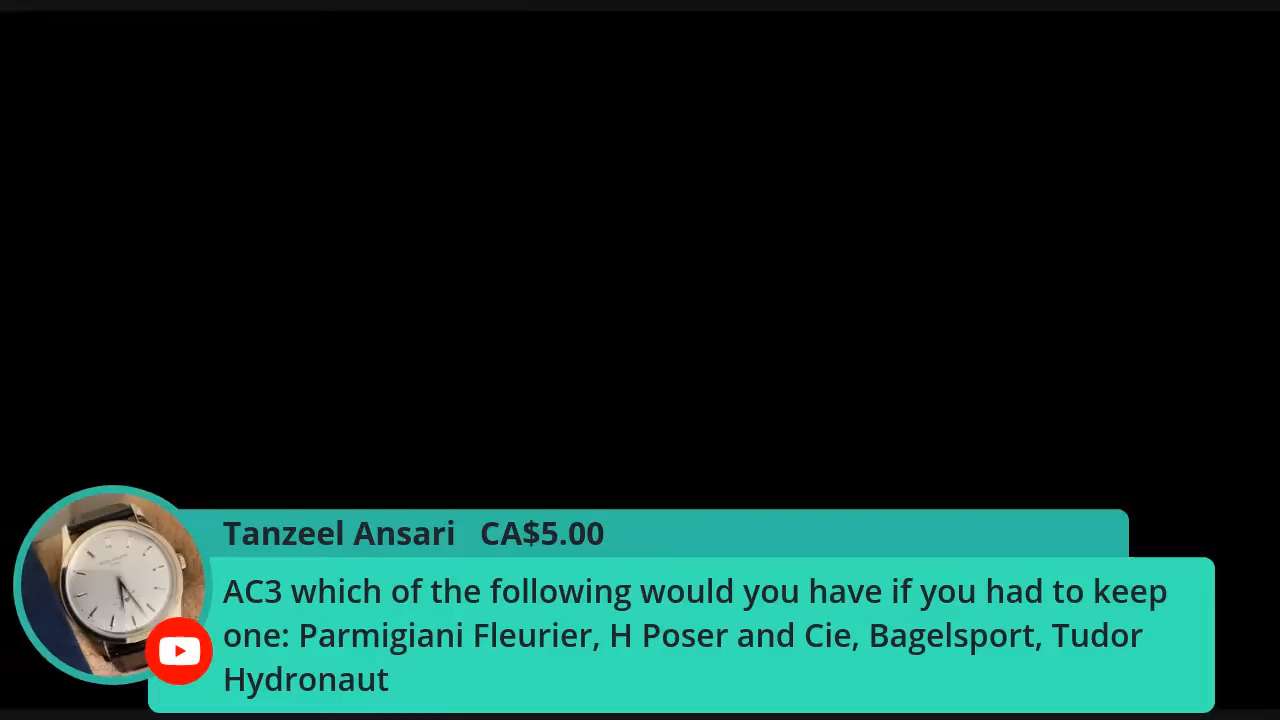 Tanzeel Ansari CA$5.00
AC3 which of the following would you have if you had to keep
one: Parmigiani Fleurier, H Poser and Cie, Bagelsport, Tudor
Hydronaut